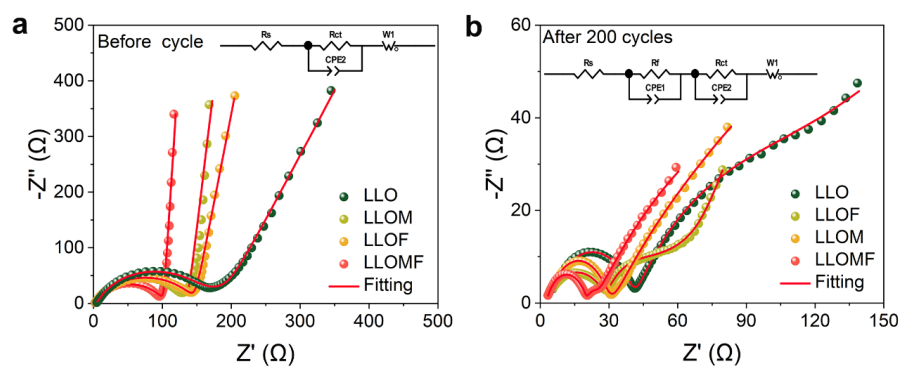 a
Before cycle
Rs
Rct
W1
CPE2
500
400
300
200
100
0
-Z'' (Ω)
LLO
LLOM
LLOF
LLOMF
Fitting
0 100 200 300 400 500
Z' (Ω)
b
After 200 cycles
Rs
Rf
Rct
W1
CPE1
CPE2
60
40
20
0
-Z'' (Ω)
LLO
LLOF
LLOM
LLOMF
Fitting
0 30 60 90 120 150
Z' (Ω)